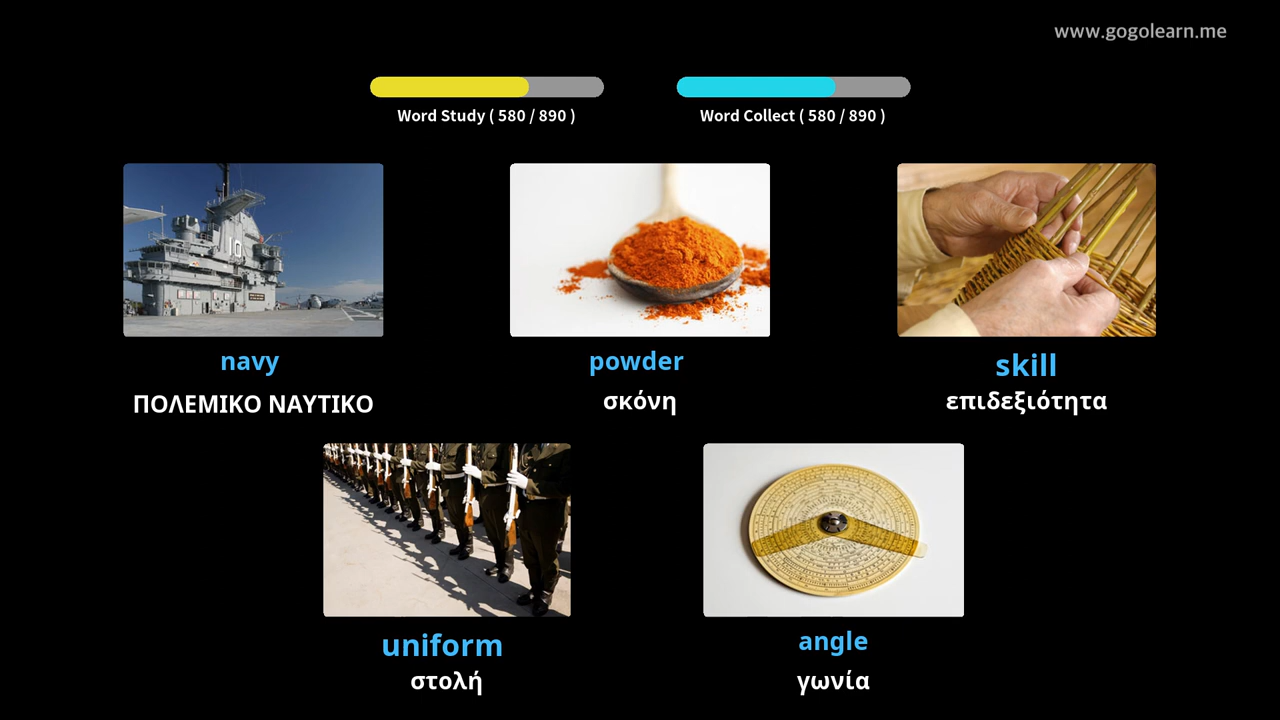 www.gogolearn.me
Word Study ( 580 / 890 )
Word Collect ( 580 / 890 )
16
navy
powder
skill
ΠΟΛΕΜΙΚΟ ΝΑΥΤΙΚΟ
σκόνη
επιδεξιότητα
uniform
angle
στολή
γωνία